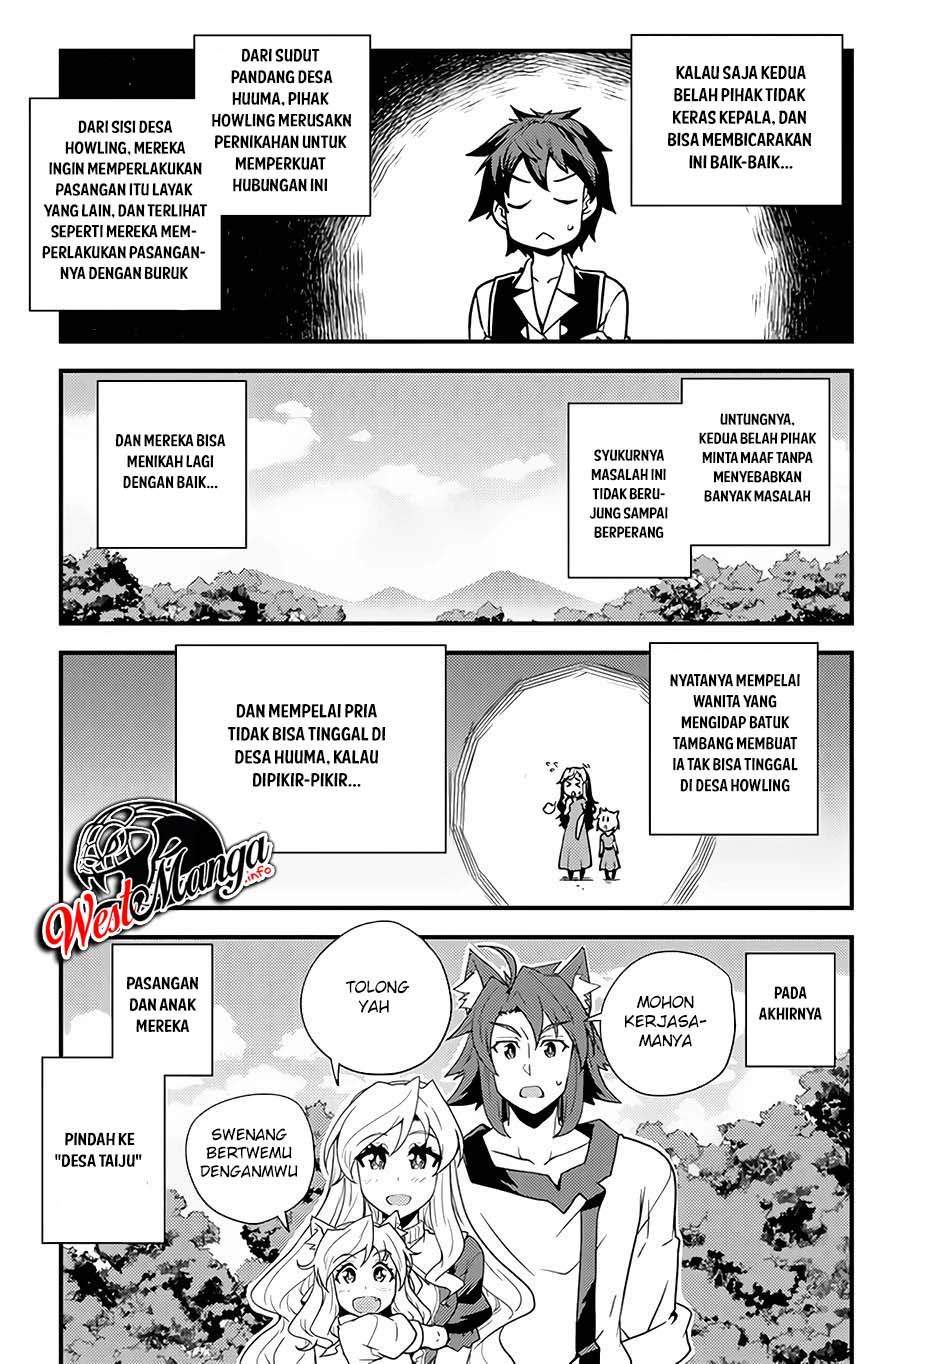 KALAU SAJA KEDUA
BELAH PIHAK TIDAK
KERAS KEPALA, DAN
BISA MEMBICARAKAN
INI BAIK-BAIK...
DARI SUDUT
PANDANG DESA
HUUMA, PIHAK
HOWLING MERUSAKN
PERNIKAHAN UNTUK
MEMPERKUAT
HUBUNGAN INI
DARI SISI DESA
HOWLING, MEREKA
INGIN MEMPERLAKUKAN
PASANGAN ITU LAYAK
YANG LAIN, DAN TERLIHAT
SEPERTI MEREKA MEM-
PERLAKUKAN PASANGAN-
NYA DENGAN BURUK
UNTUNGNYA,
KEDUA BELAH PIHAK
MINTA MAAF TANPA
MENYEBABKAN
BANYAK MASALAH
SYUKURNYA
MASALAH INI
TIDAK BERU-
JUNG SAMPAI
BERPERANG
DAN MEREKA BISA
MENIKAH LAGI
DENGAN BAIK...
NYATANYA MEMPELAI
WANITA YANG
MENGIDAP BATUK
TAMBANG MEMBUAT
IA TAK BISA TINGGAL
DI DESA HOWLING
DAN MEMPELAI PRIA
TIDAK BISA TINGGAL DI
DESA HUUMA, KALAU
DIPIKIR-PIKIR...
WestManga.info
PADA
AKHIRNYA
MOHON
KERJASA-
MANYA
TOLONG
YAH
SWENANG
BERTWEMU
DENGANMWU
PASANGAN
DAN ANAK
MEREKA
PINDAH KE
"DESA TAIJU"